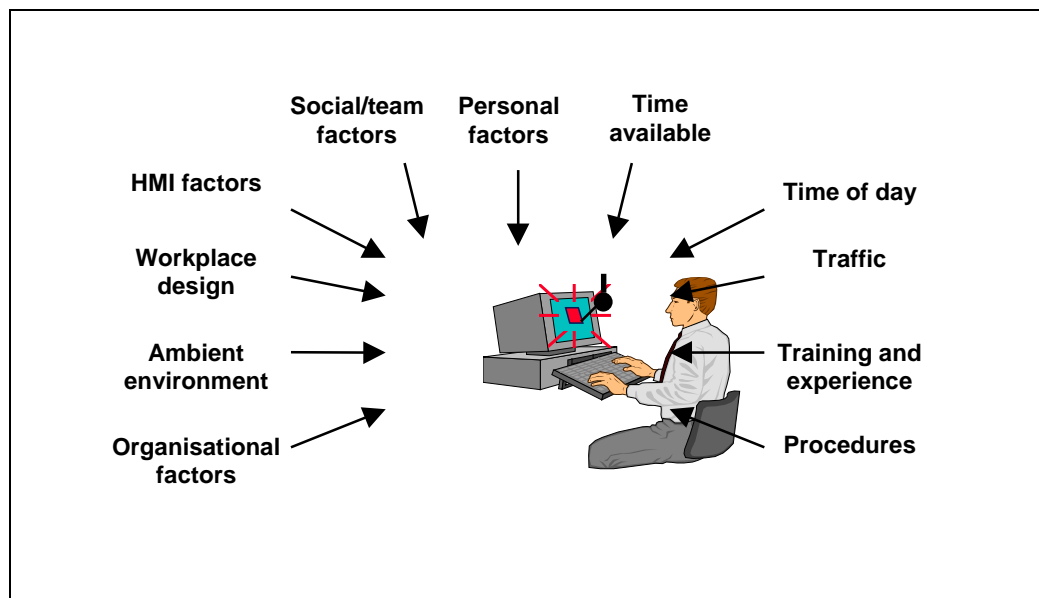 Social/team
factors
Personal
factors
Time
available
HMI factors
Time of day
Workplace
design
Traffic
Ambient
environment
Training and
experience
Organisational
factors
Procedures